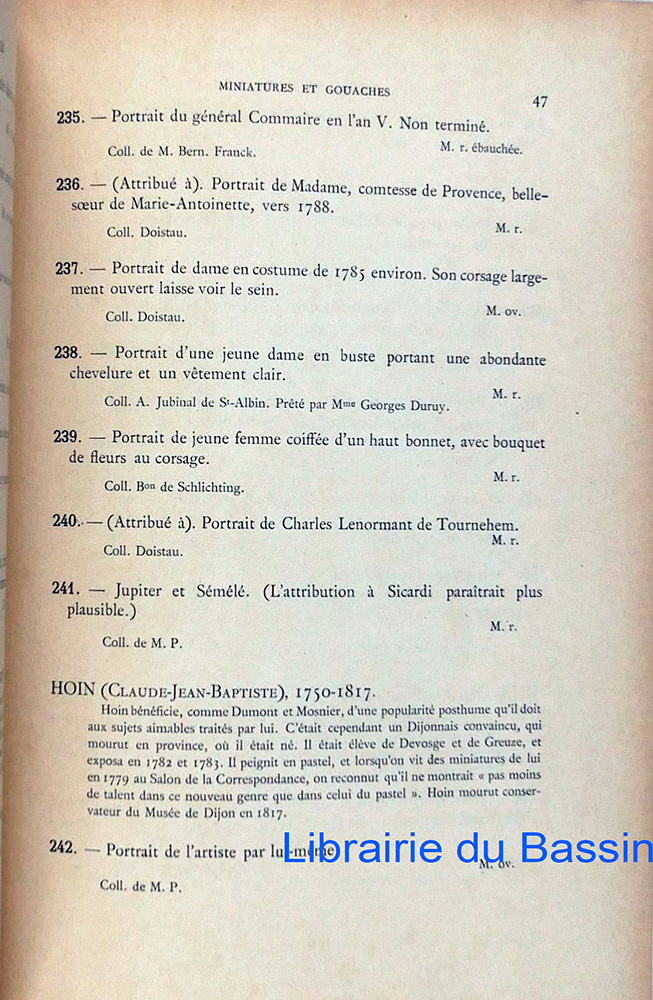 MINIATURES ET GOUACHES
47
235. — Portrait du général Commaire en l'an V. Non terminé.
Coll. de M. Bern. Franck. M. r. ébauchée.
236. — (Attribué à). Portrait de Madame, comtesse de Provence, belle-
sœur de Marie-Antoinette, vers 1788.
Coll. Doistau. M. r.
237. — Portrait de dame en costume de 1785 environ. Son corsage large-
ment ouvert laisse voir le sein.
Coll. Doistau. M. ov.
238. — Portrait d'une jeune dame en buste portant une abondante
chevelure et un vêtement clair.
M. r.
Coll. A. Jubinal de St-Albin. Prêté par Mme Georges Duruy.
239. — Portrait de jeune femme coiffée d'un haut bonnet, avec bouquet
de fleurs au corsage.
M. r.
Coll. Bon de Schlichting.
240. — (Attribué à). Portrait de Charles Lenormant de Tournehem.
M. r.
Coll. Doistau.
241. — Jupiter et Sémélé. (L'attribution à Sicardi paraîtrait plus
plausible.)
M. r.
Coll. de M. P.
HOIN (CLAUDE-JEAN-BAPTISTE), 1750-1817.
Hoin bénéficie, comme Dumont et Mosnier, d'une popularité posthume qu'il doit
aux sujets aimables traités par lui. C'était cependant un Dijonnais convaincu, qui
mourut en province, où il était né. Il était élève de Devosge et de Greuze, et
exposa en 1782 et 1783. Il peignit en pastel, et lorsqu'on vit des miniatures de lui
en 1779 au Salon de la Correspondance, on reconnut qu'il ne montrait « pas moins
de talent dans ce nouveau genre que dans celui du pastel ». Hoin mourut conser-
vateur du Musée de Dijon en 1817.
242. — Portrait de l'artiste par lui-même
Librairie du Bassin
M. ov.
Coll. de M. P.